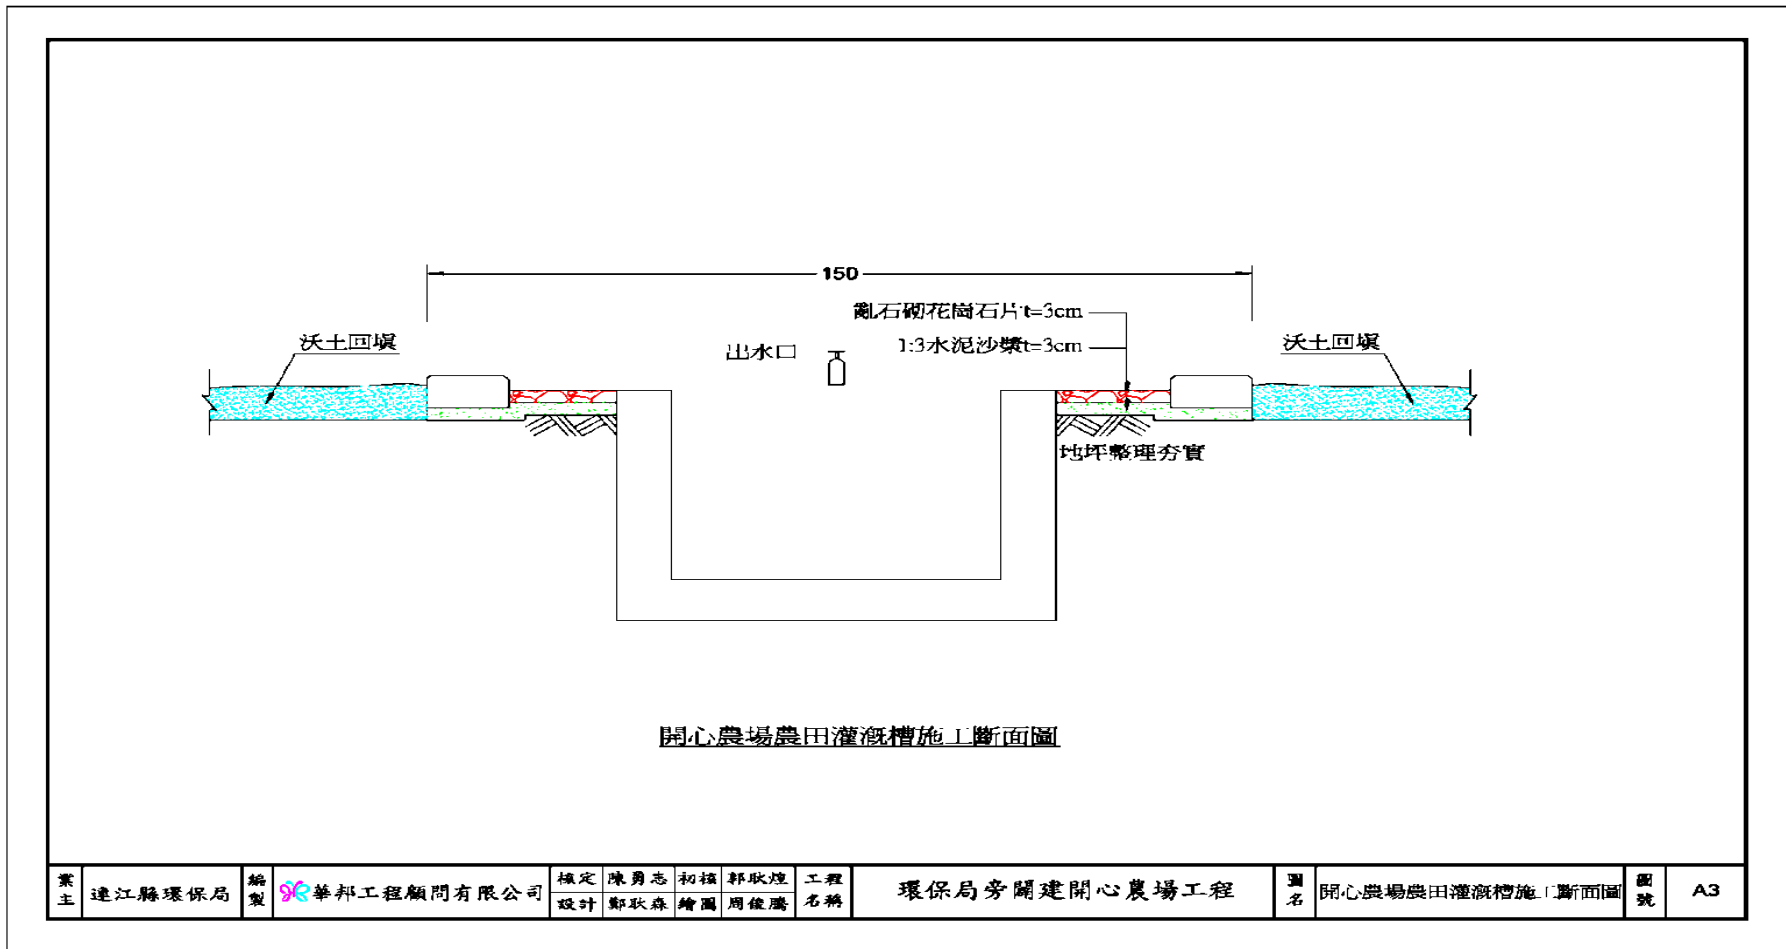 150
亂石砌花崗石片t=3cm
沃土回填
出水口
1:3水泥沙漿t=3cm
沃土回填
地坪整理夯實
開心農場農田灌溉槽施工斷面圖
業主
連江縣環保局
編製
華邦工程顧問有限公司
核定
陳勇志
初核
郭耿煌
設計
鄭耿森
繪圖
周俊騰
工程名稱
環保局旁闢建開心農場工程
圖名
開心農場農田灌溉槽施工斷面圖
圖號
A3